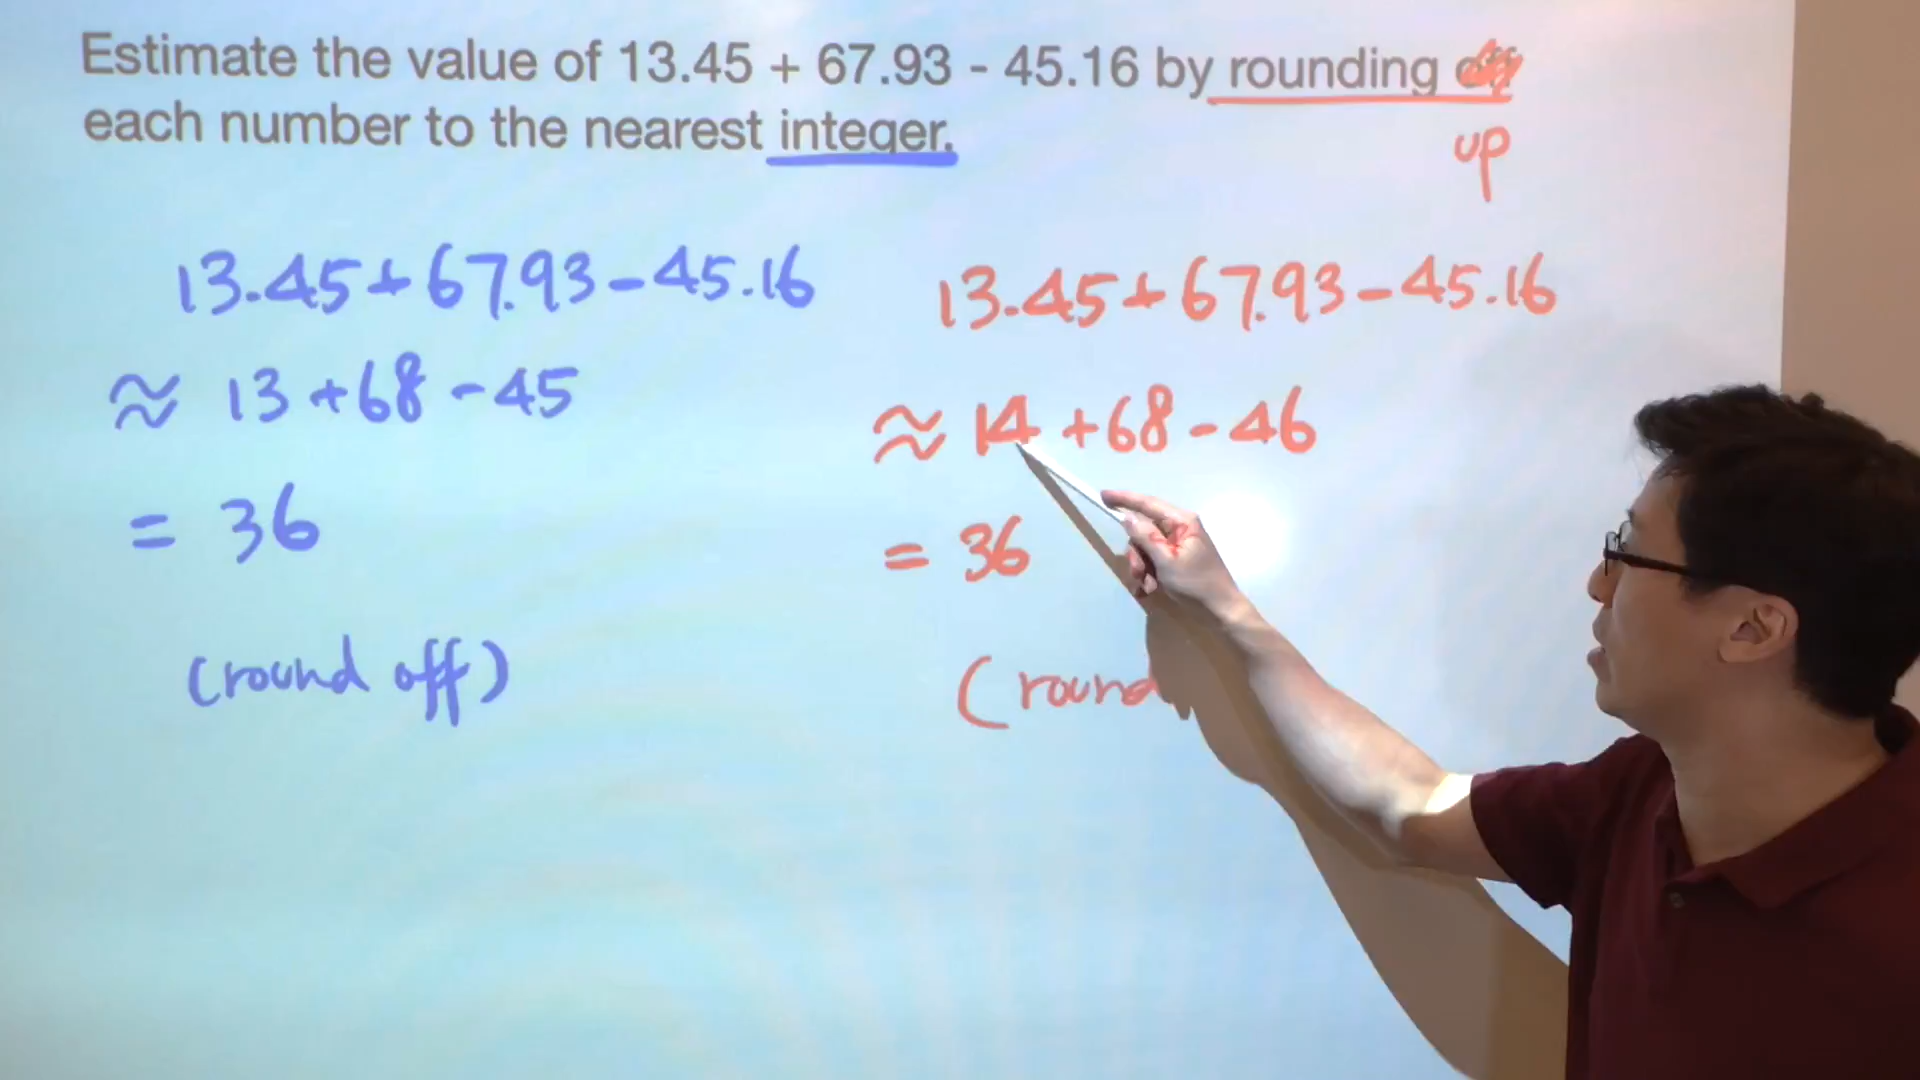 Estimate the value of 13.45 + 67.93 - 45.16 by rounding off
each number to the nearest integer.
up
13.45+67.93-45.16
≈ 13+68-45
= 36
(round off)
13.45+67.93-45.16
≈ 14+68-46
= 36
(round